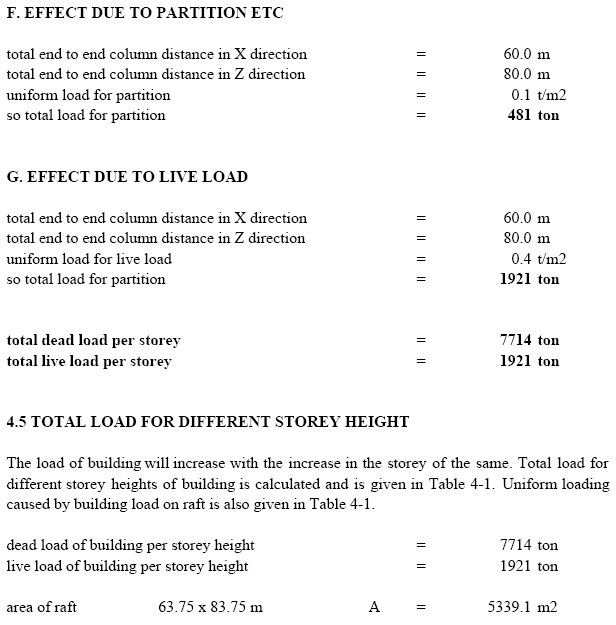 F. EFFECT DUE TO PARTITION ETC
total end to end column distance in X direction = 60.0 m
total end to end column distance in Z direction = 80.0 m
uniform load for partition = 0.1 t/m2
so total load for partition = 481 ton
G. EFFECT DUE TO LIVE LOAD
total end to end column distance in X direction = 60.0 m
total end to end column distance in Z direction = 80.0 m
uniform load for live load = 0.4 t/m2
so total load for partition = 1921 ton
total dead load per storey = 7714 ton
total live load per storey = 1921 ton
4.5 TOTAL LOAD FOR DIFFERENT STOREY HEIGHT
The load of building will increase with the increase in the storey of the same. Total load for
different storey heights of building is calculated and is given in Table 4-1. Uniform loading
caused by building load on raft is also given in Table 4-1.
dead load of building per storey height = 7714 ton
live load of building per storey height = 1921 ton
area of raft 63.75 x 83.75 m A = 5339.1 m2